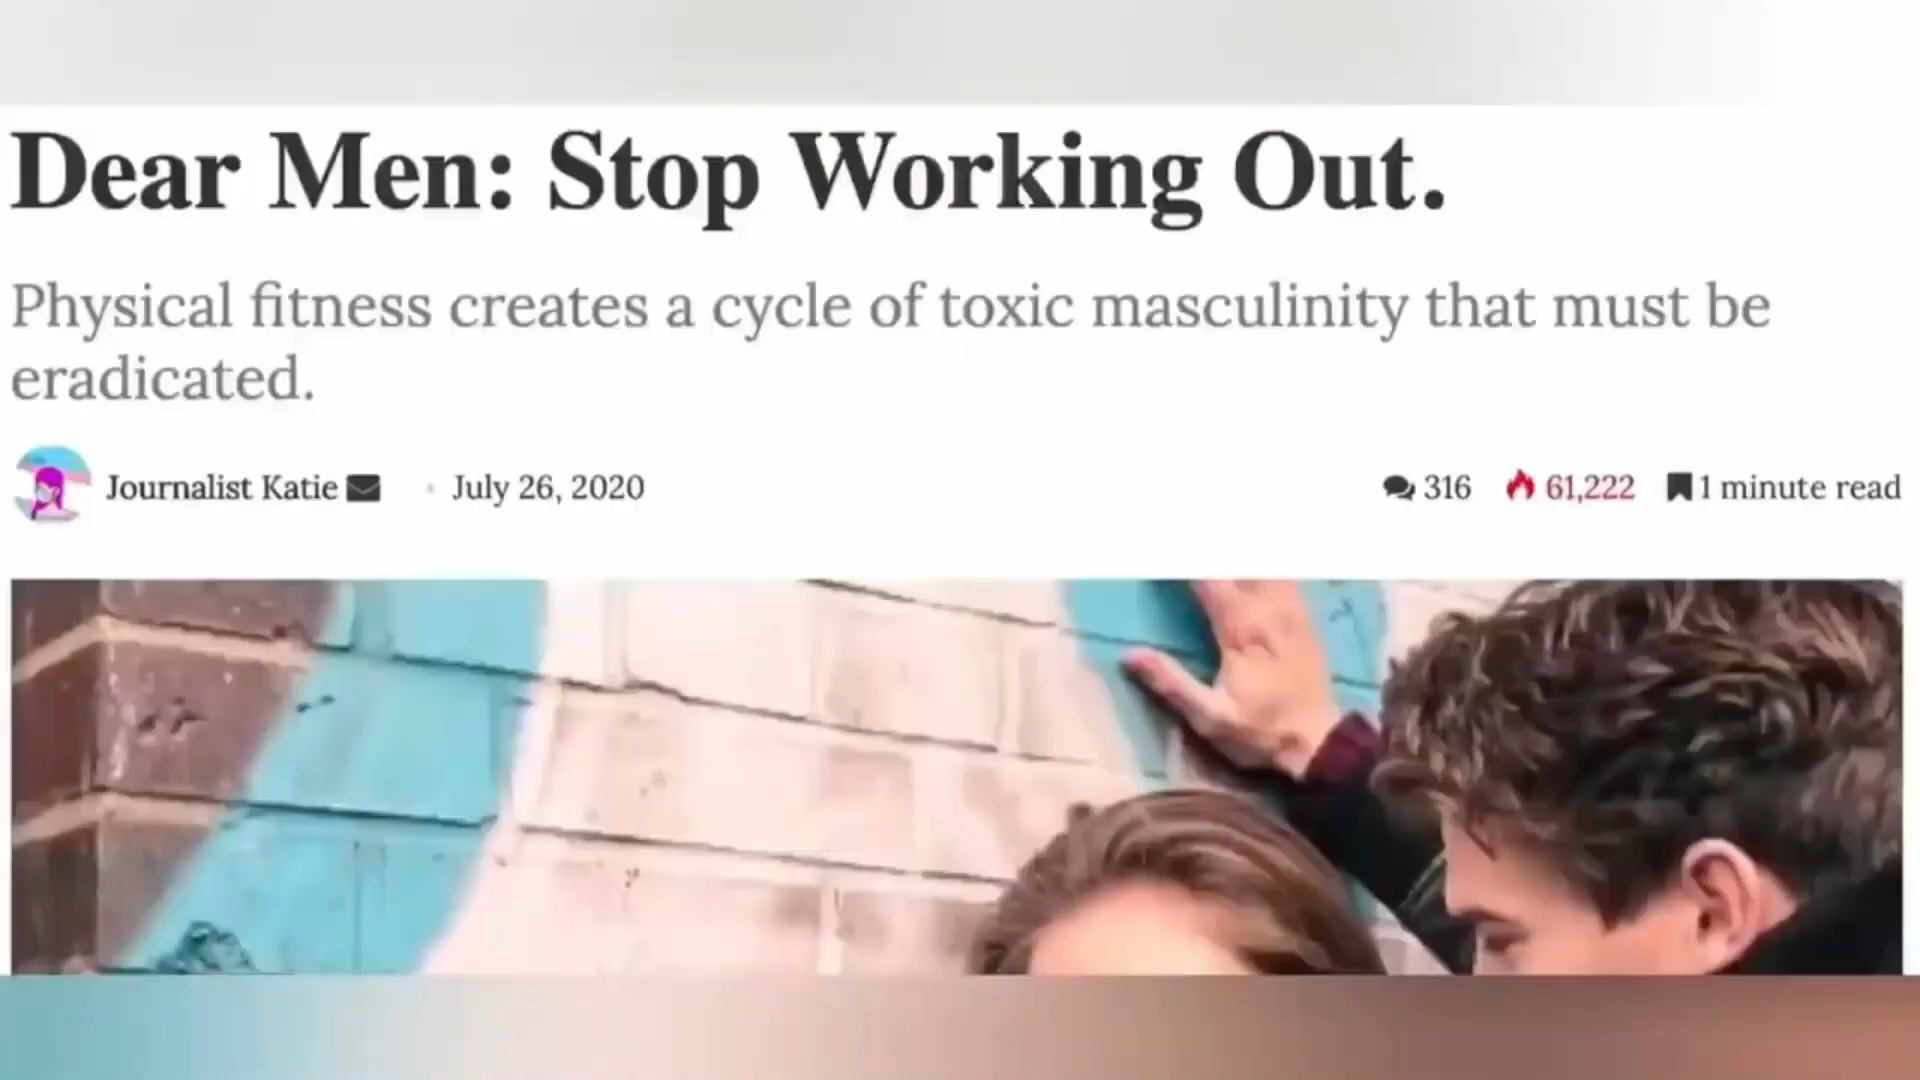 Dear Men: Stop Working Out.
Physical fitness creates a cycle of toxic masculinity that must be
eradicated.
Journalist Katie July 26, 2020 316 61,222 1 minute read